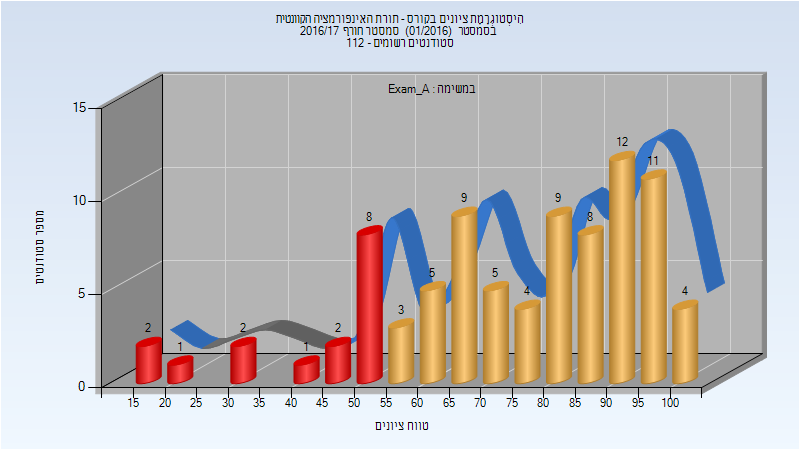 הִיסְטוֹגְרָמַת ציונים בקורס - תורת האינפורמציה הקוונטית
בסמסטר (01/2016) סמסטר חורף 2016/17
סטודנטים רשומים - 112
במשימה : Exam_A
מספר סטודנטים
15
10
5
0
2
1
2
1
2
8
3
5
9
5
4
9
8
12
11
4
15 20 25 30 35 40 45 50 55 60 65 70 75 80 85 90 95 100
טווח ציונים